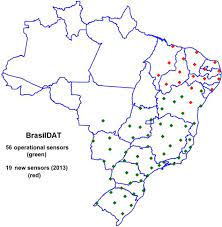 BrasilDAT
56 operational sensors
(green)
19 new sensors (2013)
(red)